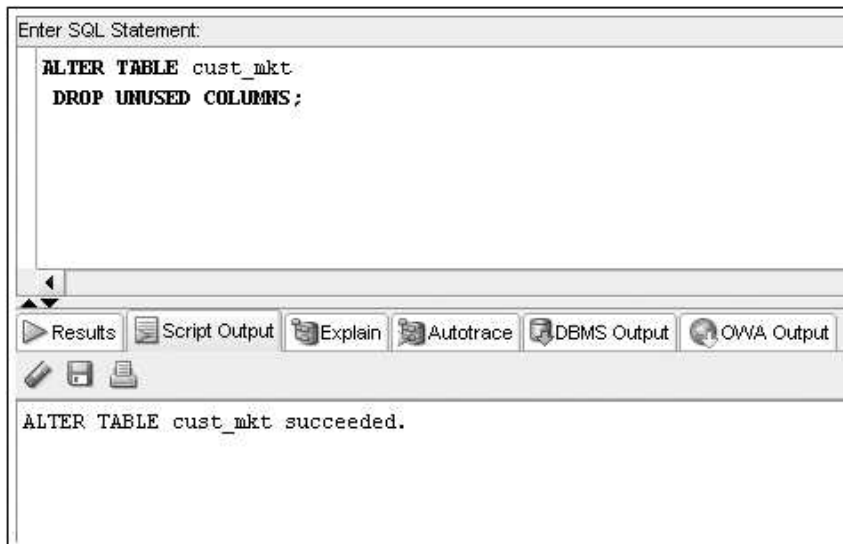 Enter SQL Statement:
ALTER TABLE cust_mkt
DROP UNUSED COLUMNS;
Results Script Output Explain Autotrace DBMS Output OWA Output
ALTER TABLE cust_mkt succeeded.